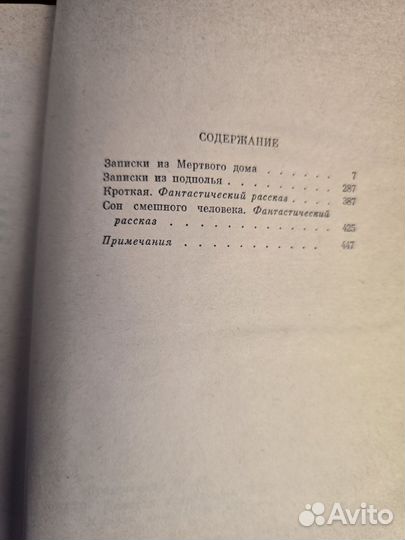 СОДЕРЖАНИЕ
Записки из Мертвого дома . . . . . . 7
Записки из подполья . . . . . . . . . 287
Кроткая. Фантастический рассказ . . . . 387
Сон смешного человека. Фантастический
рассказ . . . . . . . . . . . . . 425
Примечания . . . . . . . . . . . 447
Avito